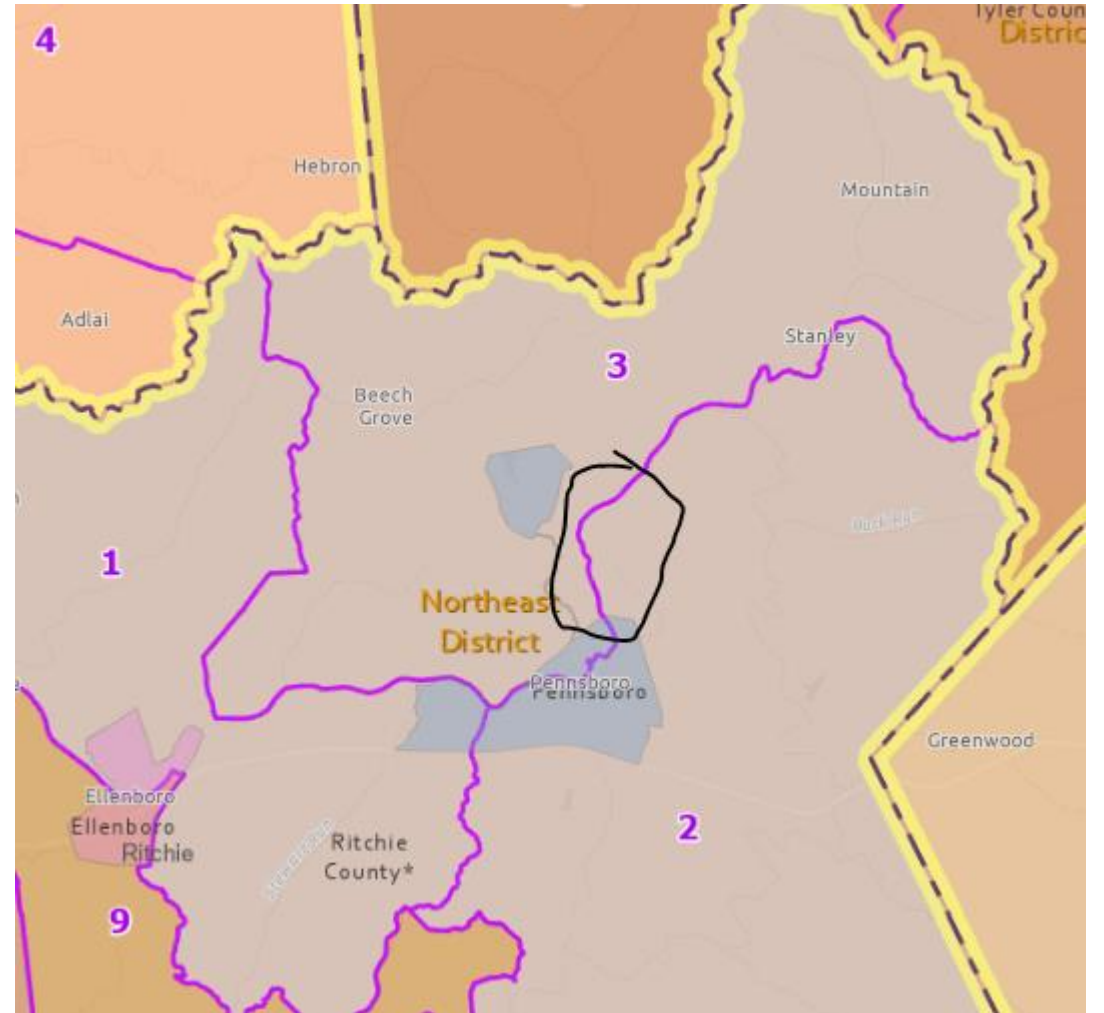 4
Tyler Coun
Distric
Hebron
Mountain
Adlai
Stanley
3
Beech
Grove
1
Northeast
District
Pennsboro
Pennsboro
Greenwood
Ellenboro
Ellenboro
Ritchie
2
Ritchie
County*
9